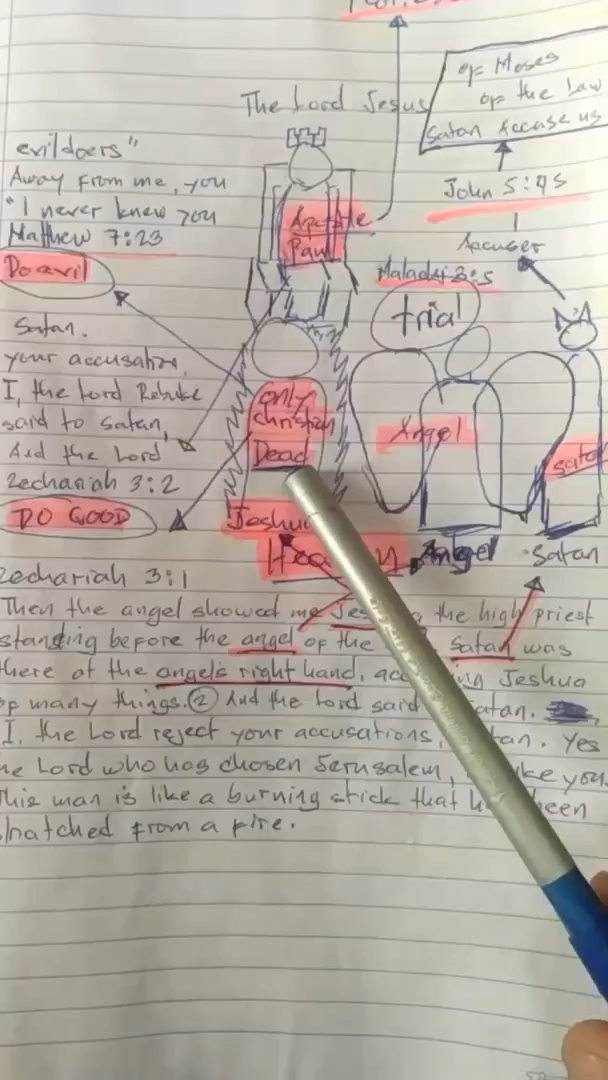 of Moses
of the Law
Satan Accuse us
The Lord Jesus
John 5:45
Accuser
evildoers"
Away from me, you
"I never knew you
Matthew 7:23
Do evil
Apostle
Paul
Malachi 3:5
trial
Satan.
your accusation,
I, the Lord Rebuke
said to Satan,
And the Lord
Zechariah 3:2
DO GOOD
only
Christian
Dead
Jeshua
Angel
Satan
Angel
Satan
Zechariah 3:1
Then the angel showed me the high priest
standing before the angel of the Satan was
there at the angel's right hand, Jeshua
of many things. ② And the Lord said
I, the Lord reject your accusations, Yes
the Lord who has chosen Jerusalem, you.
This man is like a burning stick that been
snatched from a fire.